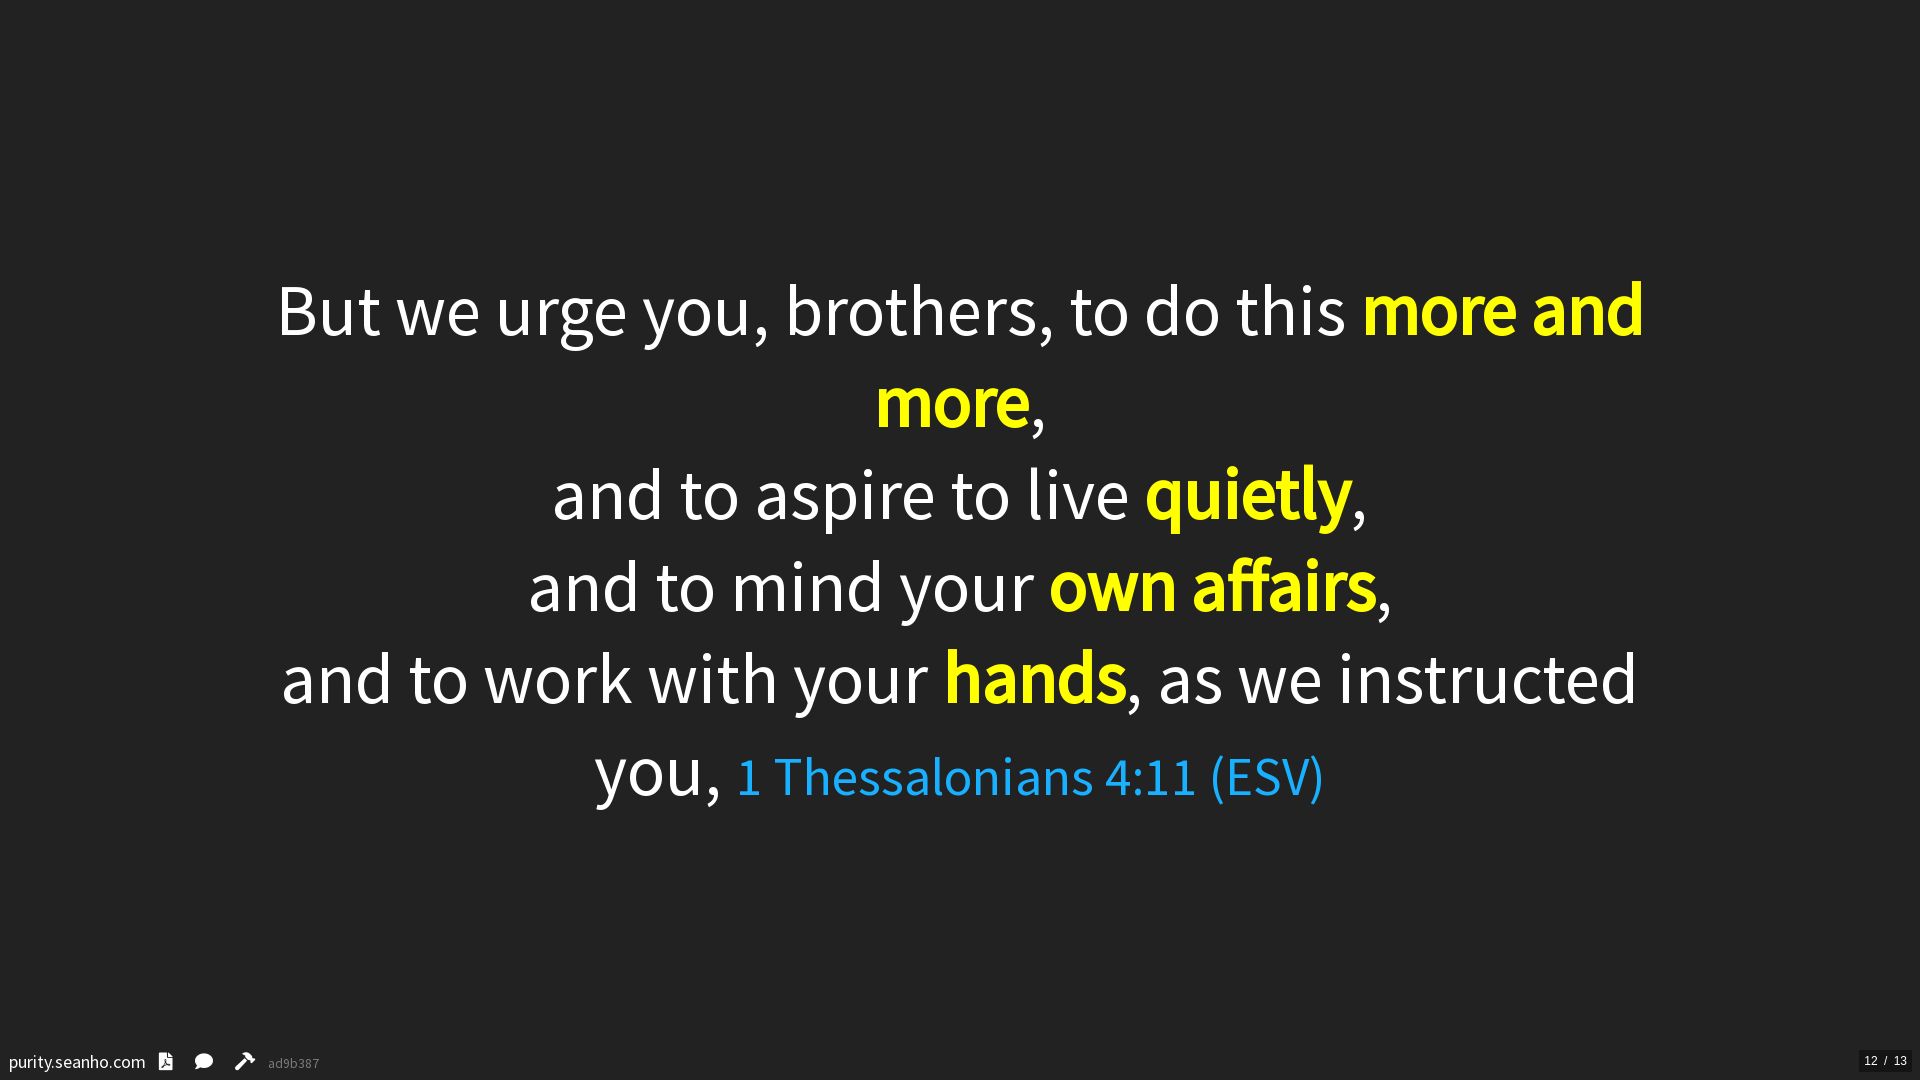 But we urge you, brothers, to do this more and
more,
and to aspire to live quietly,
and to mind your own affairs,
and to work with your hands, as we instructed
you, 1 Thessalonians 4:11 (ESV)
purity.seanho.com ad9b387
12 / 13